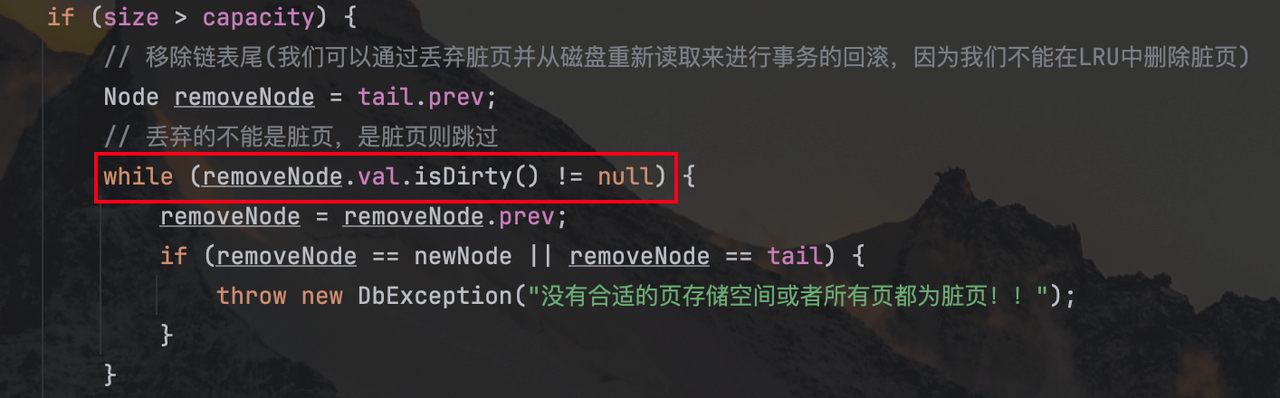 if (size > capacity) {
// 移除链表尾(我们可以通过丢弃脏页并从磁盘重新读取来进行事务的回滚，因为我们不能在LRU中删除脏页)
Node removeNode = tail.prev;
// 丢弃的不能是脏页，是脏页则跳过
while (removeNode.val.isDirty() != null) {
removeNode = removeNode.prev;
if (removeNode == newNode || removeNode == tail) {
throw new DbException("没有合适的页存储空间或者所有页都为脏页！！");
}
}